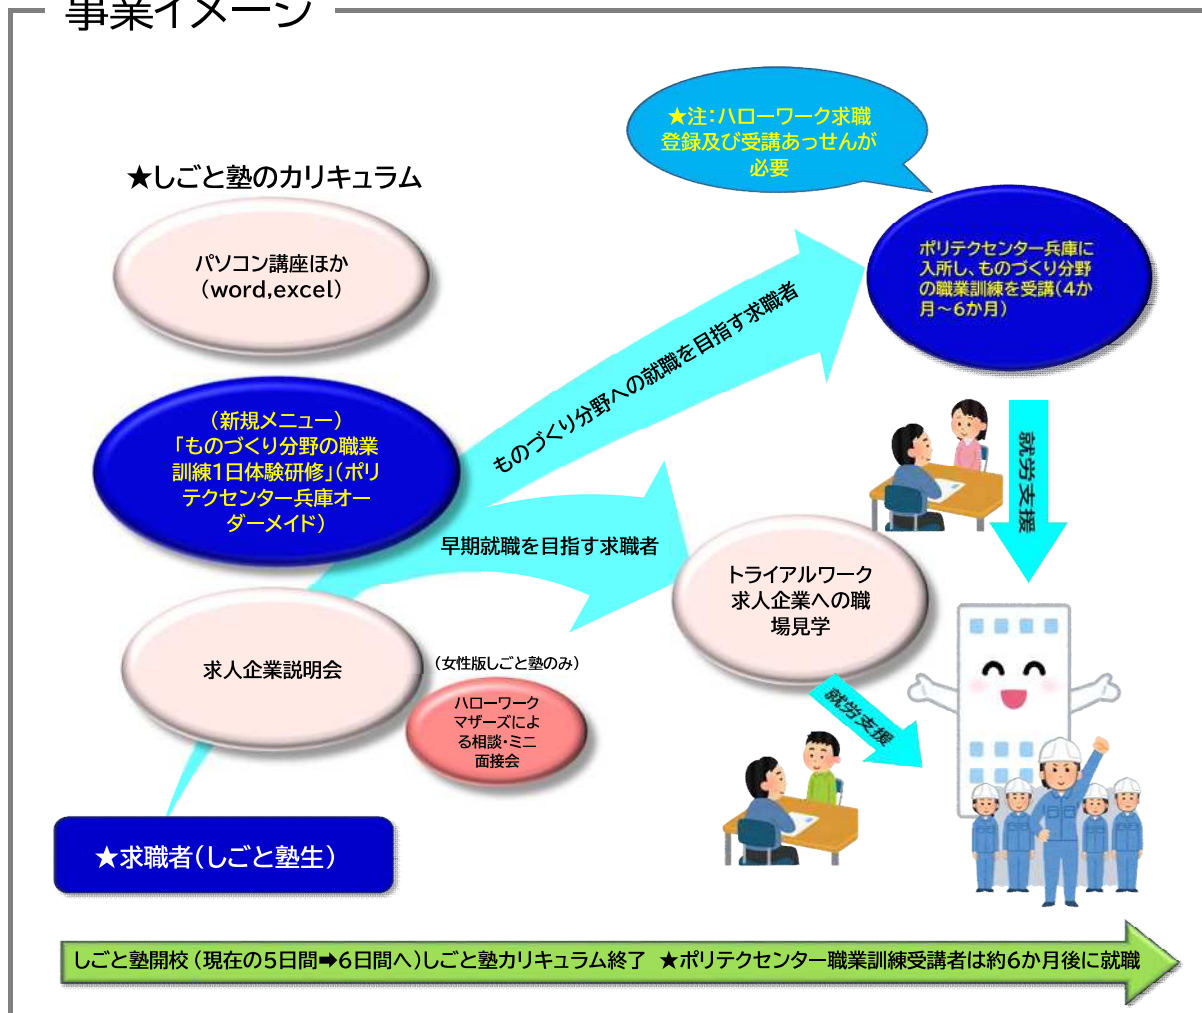 事業イメージ
★注：ハローワーク求職
登録及び受講あっせんが
必要
★しごと塾のカリキュラム
パソコン講座ほか
（word,excel）
ポリテクセンター兵庫に
入所し、ものづくり分野
の職業訓練を受講（4か
月～6か月）
ものづくり分野への就職を目指す求職者
（新規メニュー）
「ものづくり分野の職業
訓練1日体験研修」（ポリ
テクセンター兵庫オー
ダーメイド）
就労支援
早期就職を目指す求職者
トライアルワーク
求人企業への職
場見学
求人企業説明会
（女性版しごと塾のみ）
ハローワーク
マザーズによ
る相談・ミニ
面接会
就労支援
★求職者（しごと塾生）
しごと塾開校（現在の5日間➡6日間へ）しごと塾カリキュラム終了　★ポリテクセンター職業訓練受講者は約6か月後に就職